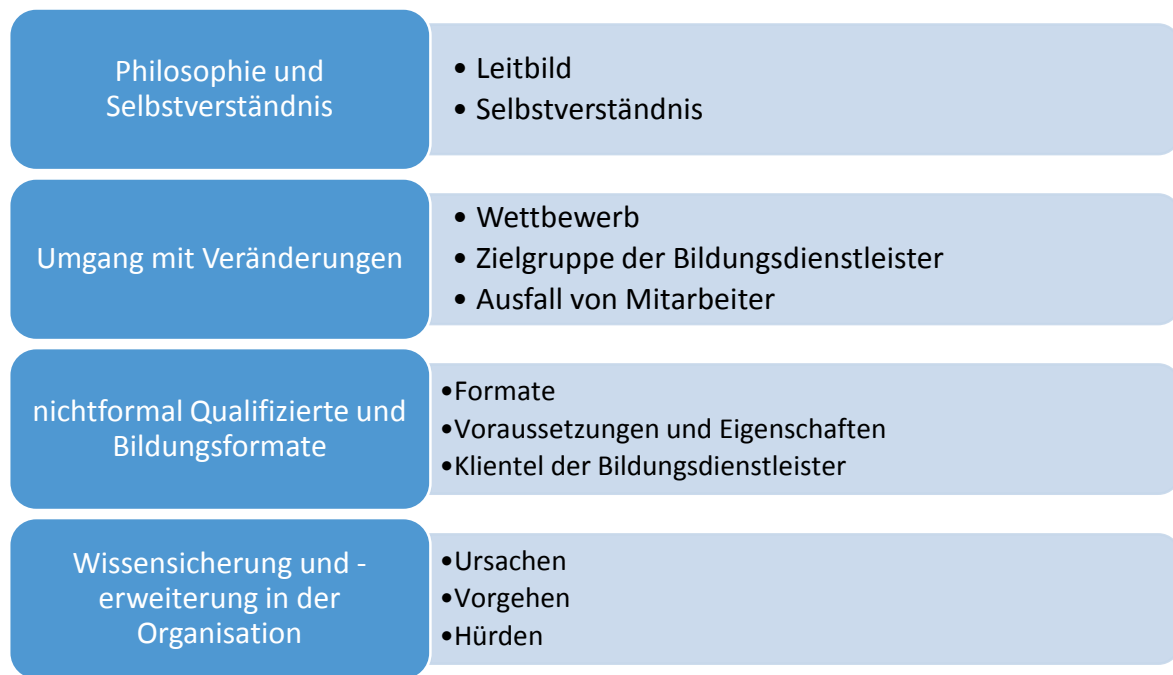 Philosophie und
Selbstverständnis
• Leitbild
• Selbstverständnis
Umgang mit Veränderungen
• Wettbewerb
• Zielgruppe der Bildungsdienstleister
• Ausfall von Mitarbeiter
nichtformal Qualifizierte und
Bildungsformate
•Formate
•Voraussetzungen und Eigenschaften
•Klientel der Bildungsdienstleister
Wissensicherung und -
erweiterung in der
Organisation
•Ursachen
•Vorgehen
•Hürden